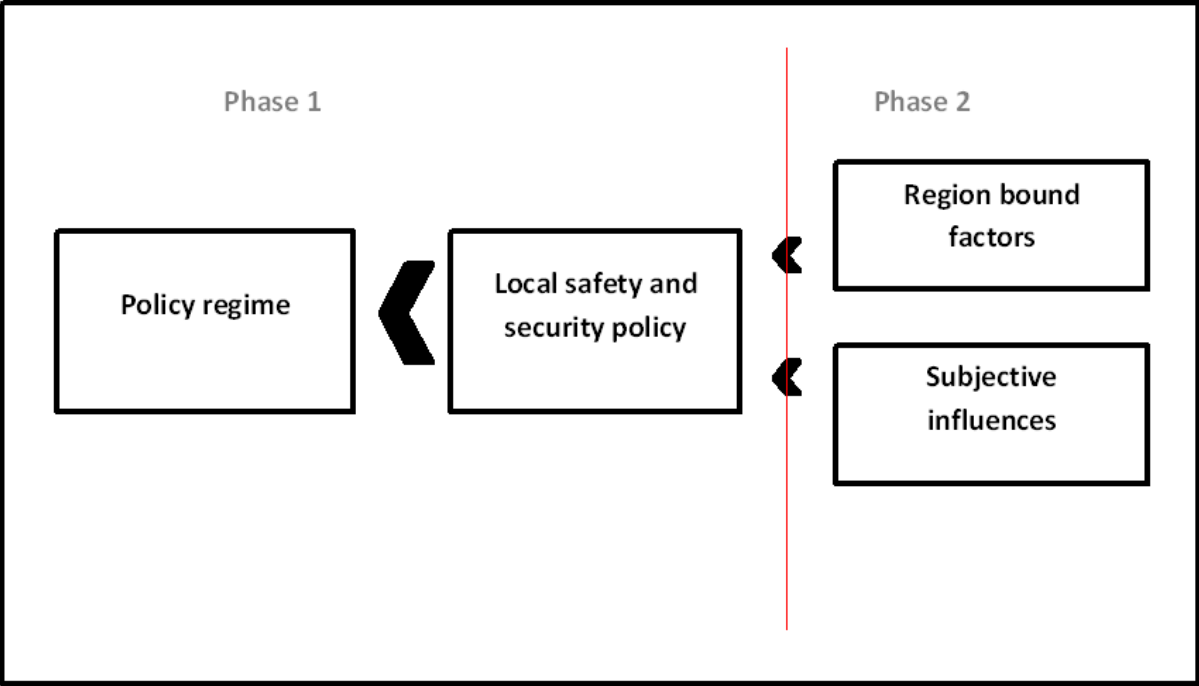 Phase 1
Phase 2
Policy regime
Local safety and
security policy
Region bound
factors
Subjective
influences